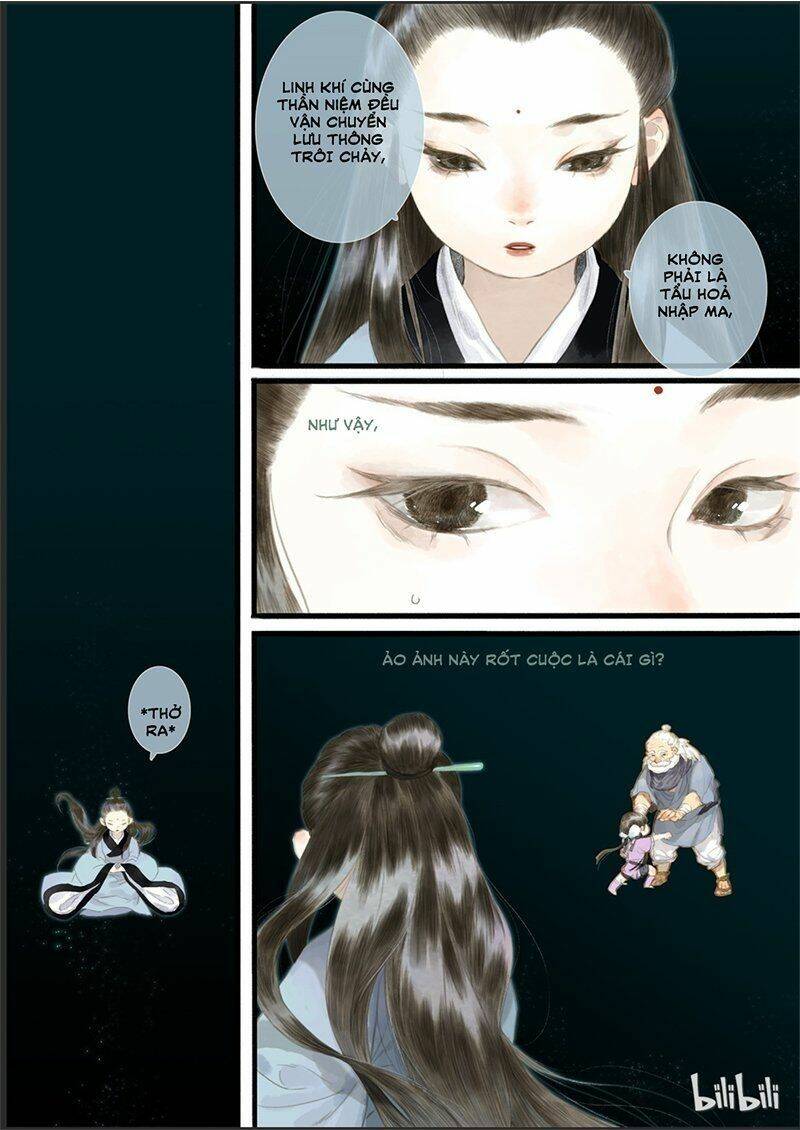 LINH KHÍ CÙNG
THẦN NIỆM ĐỀU
VẬN CHUYỂN
LƯU THÔNG
TRÔI CHẢY,
KHÔNG
PHẢI LÀ
TẨU HOẢ
NHẬP MA,
NHƯ VẬY,
*THỞ
RA*
ẢO ẢNH NÀY RỐT CUỘC LÀ CÁI GÌ?
bilibili